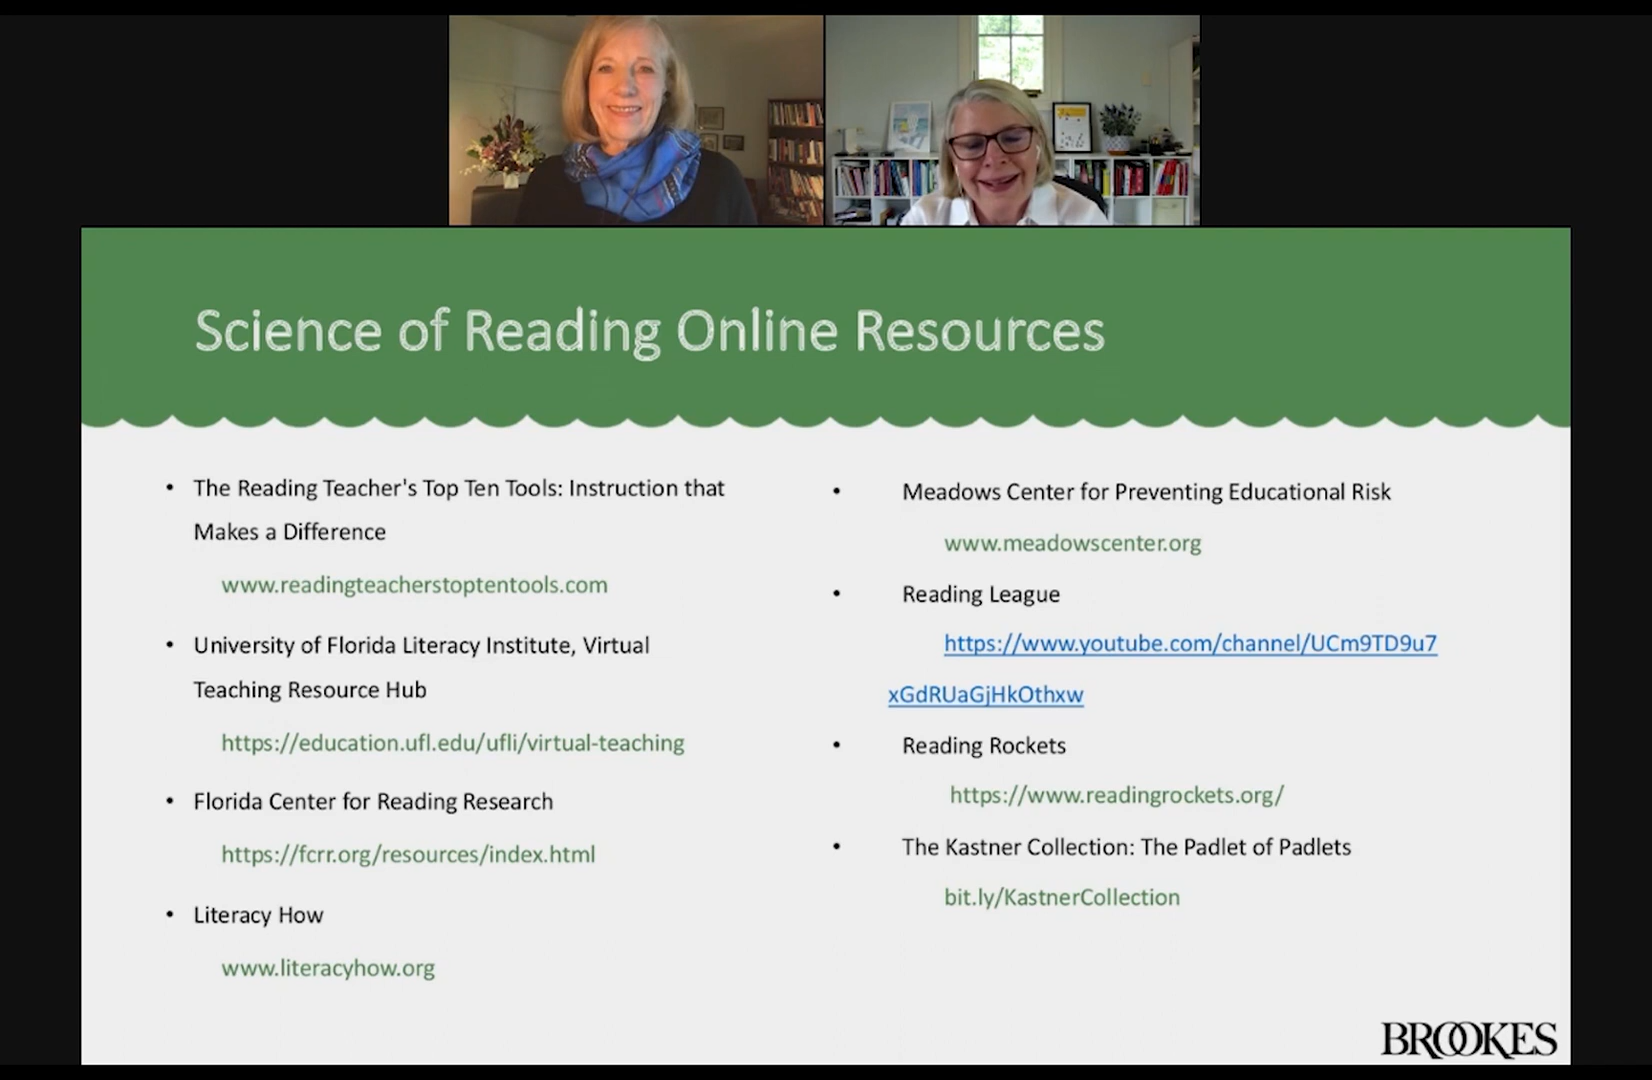 Science of Reading Online Resources
• The Reading Teacher's Top Ten Tools: Instruction that
Makes a Difference
www.readingteacherstoptentools.com
• University of Florida Literacy Institute, Virtual
Teaching Resource Hub
https://education.ufl.edu/ufli/virtual-teaching
• Florida Center for Reading Research
https://fcrr.org/resources/index.html
• Literacy How
www.literacyhow.org
• Meadows Center for Preventing Educational Risk
www.meadowscenter.org
• Reading League
https://www.youtube.com/channel/UCm9TD9u7
xGdRUaGjHkOthxw
• Reading Rockets
https://www.readingrockets.org/
• The Kastner Collection: The Padlet of Padlets
bit.ly/KastnerCollection
BROOKES